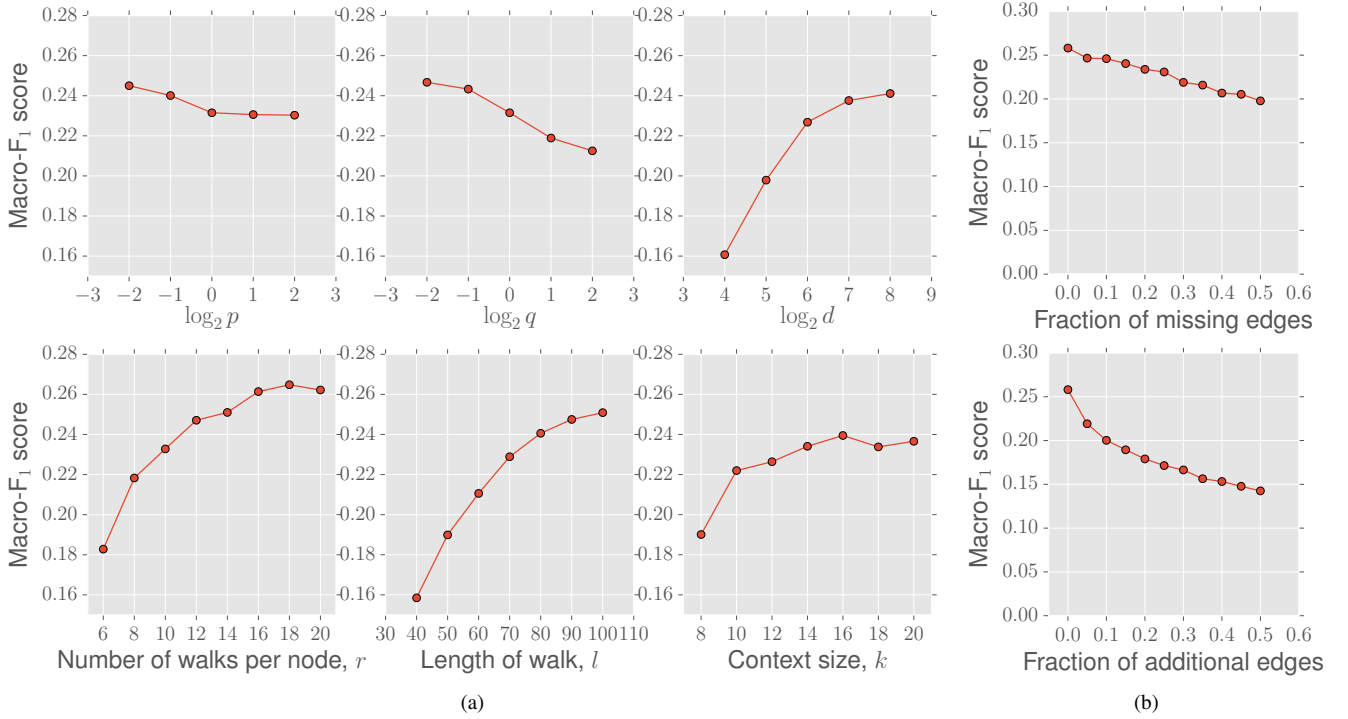 0.28
0.26
0.24
0.22
0.20
0.18
0.16
Macro-F₁ score
−3 −2 −1 0 1 2 3
log₂ p
0.28
0.26
0.24
0.22
0.20
0.18
0.16
−3 −2 −1 0 1 2 3
log₂ q
0.28
0.26
0.24
0.22
0.20
0.18
0.16
3 4 5 6 7 8 9
log₂ d
0.30
0.25
0.20
0.15
0.10
0.05
0.00
Macro-F₁ score
0.0 0.1 0.2 0.3 0.4 0.5 0.6
Fraction of missing edges
0.28
0.26
0.24
0.22
0.20
0.18
0.16
Macro-F₁ score
6 8 10 12 14 16 18 20
Number of walks per node, r
0.28
0.26
0.24
0.22
0.20
0.18
0.16
30 40 50 60 70 80 90 100 110
Length of walk, l
0.28
0.26
0.24
0.22
0.20
0.18
0.16
8 10 12 14 16 18 20
Context size, k
0.30
0.25
0.20
0.15
0.10
0.05
0.00
Macro-F₁ score
0.0 0.1 0.2 0.3 0.4 0.5 0.6
Fraction of additional edges
(a)
(b)